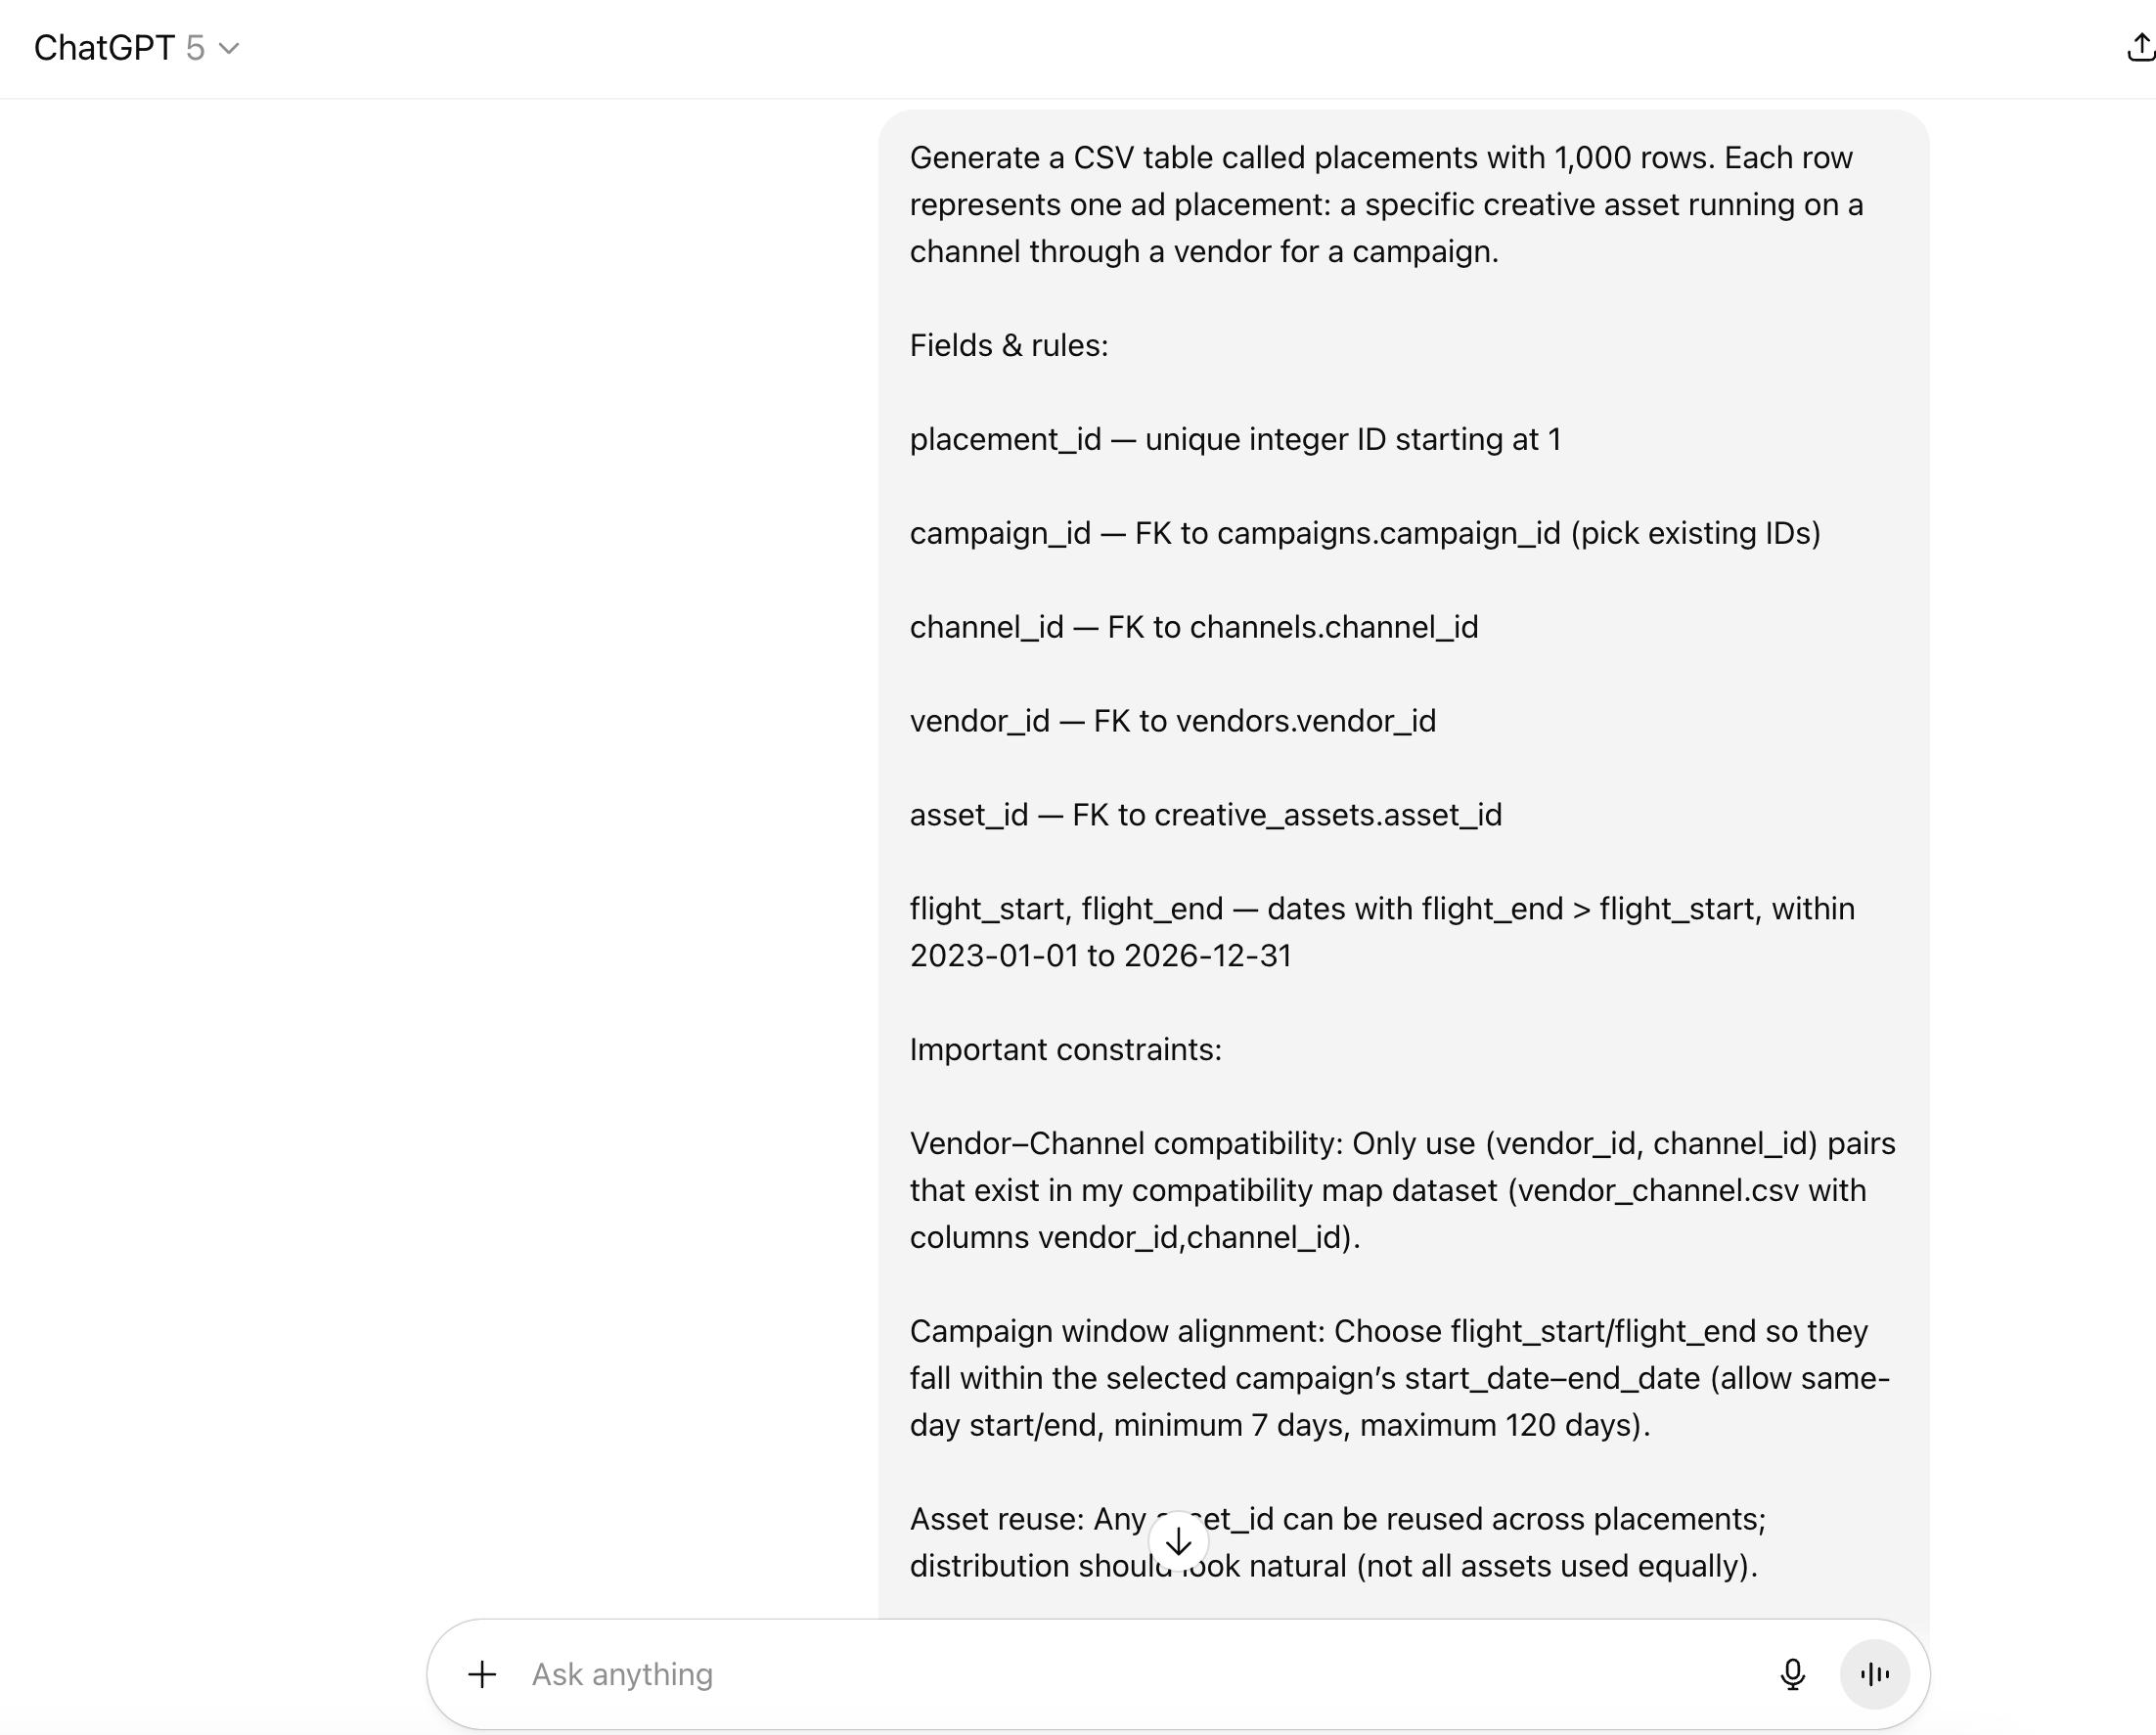 ChatGPT 5
Generate a CSV table called placements with 1,000 rows. Each row
represents one ad placement: a specific creative asset running on a
channel through a vendor for a campaign.
Fields & rules:
placement_id — unique integer ID starting at 1
campaign_id — FK to campaigns.campaign_id (pick existing IDs)
channel_id — FK to channels.channel_id
vendor_id — FK to vendors.vendor_id
asset_id — FK to creative_assets.asset_id
flight_start, flight_end — dates with flight_end > flight_start, within
2023-01-01 to 2026-12-31
Important constraints:
Vendor–Channel compatibility: Only use (vendor_id, channel_id) pairs
that exist in my compatibility map dataset (vendor_channel.csv with
columns vendor_id,channel_id).
Campaign window alignment: Choose flight_start/flight_end so they
fall within the selected campaign’s start_date–end_date (allow same-
day start/end, minimum 7 days, maximum 120 days).
Asset reuse: Any asset_id can be reused across placements;
distribution should look natural (not all assets used equally).
Ask anything